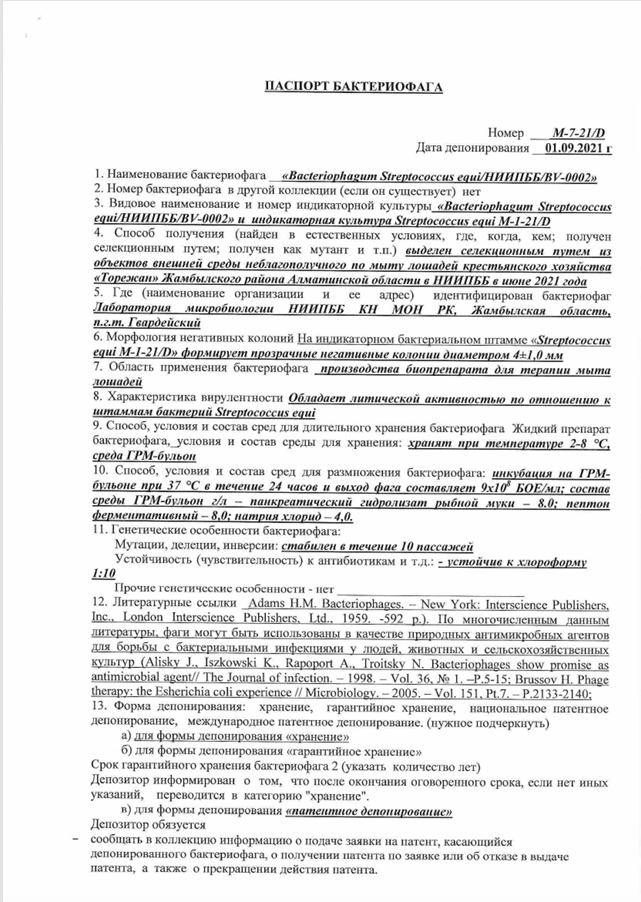 ПАСПОРТ БАКТЕРИОФАГА
Номер М-7-21/D
Дата депонирования 01.09.2021 г
1. Наименование бактериофага «Bacteriophagum Streptococcus equi/НИИПББ/BV-0002»
2. Номер бактериофага в другой коллекции (если он существует) нет
3. Видовое наименование и номер индикаторной культуры «Bacteriophagum Streptococcus
equi/НИИПББ/BV-0002» и индикаторная культура Streptococcus equi M-1-21/D
4. Способ получения (найден в естественных условиях, где, когда, кем; получен
селекционным путем; получен как мутант и т.п.) выделен селекционным путем из
объектов внешней среды неблагополучного по мыту лошадей крестьянского хозяйства
«Торежан» Жамбылского района Алматинской области в НИИПББ в июне 2021 года
5. Где (наименование организации и ее адрес) идентифицирован бактериофаг
Лаборатория микробиологии НИИПББ КН МОН РК, Жамбылская область,
п.г.т. Гвардейский
6. Морфология негативных колоний На индикаторном бактериальном штамме «Streptococcus
equi M-1-21/D» формирует прозрачные негативные колонии диаметром 4±1,0 мм
7. Область применения бактериофага производства биопрепарата для терапии мыта
лошадей
8. Характеристика вирулентности Обладает литической активностью по отношению к
штаммам бактерий Streptococcus equi
9. Способ, условия и состав сред для длительного хранения бактериофага Жидкий препарат
бактериофага, условия и состав среды для хранения: хранят при температуре 2-8 °С,
среда ГРМ-бульон
10. Способ, условия и состав сред для размножения бактериофага: инкубация на ГРМ-
бульоне при 37 °С в течение 24 часов и выход фага составляет 9х10⁸ БОЕ/мл; состав
среды ГРМ-бульон г/л – панкреатический гидролизат рыбной муки – 8.0; пептон
ферментативный – 8,0; натрия хлорид – 4,0.
11. Генетические особенности бактериофага:
Мутации, делеции, инверсии: стабилен в течение 10 пассажей
Устойчивость (чувствительность) к антибиотикам и т.д.: - устойчив к хлороформу
1:10
Прочие генетические особенности - нет
12. Литературные ссылки Adams H.M. Bacteriophages. – New York: Interscience Publishers,
Inc., London Interscience Publishers, Ltd., 1959. -592 p.). По многочисленным данным
литературы, фаги могут быть использованы в качестве природных антимикробных агентов
для борьбы с бактериальными инфекциями у людей, животных и сельскохозяйственных
культур (Alisky J., Iszkowski K., Rapoport A., Troitsky N. Bacteriophages show promise as
antimicrobial agent// The Journal of infection. – 1998. – Vol. 36, № 1. –P.5-15; Brussov H. Phage
therapy: the Esherichia coli experience // Microbiology. – 2005. – Vol. 151, Pt.7. – P.2133-2140;
13. Форма депонирования: хранение, гарантийное хранение, национальное патентное
депонирование, международное патентное депонирование. (нужное подчеркнуть)
а) для формы депонирования «хранение»
б) для формы депонирования «гарантийное хранение»
Срок гарантийного хранения бактериофага 2 (указать количество лет)
Депозитор информирован о том, что после окончания оговоренного срока, если нет иных
указаний, переводится в категорию "хранение".
в) для формы депонирования «патентное депонирование»
Депозитор обязуется
– сообщать в коллекцию информацию о подаче заявки на патент, касающийся
депонированного бактериофага, о получении патента по заявке или об отказе в выдаче
патента, а также о прекращении действия патента.